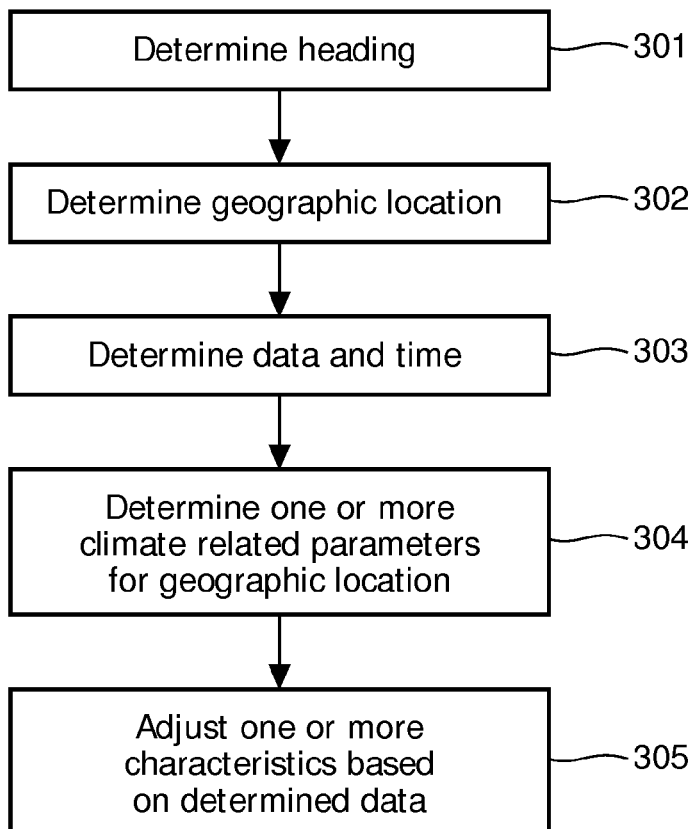 Determine heading
301
Determine geographic location
302
Determine data and time
303
Determine one or more
climate related parameters
for geographic location
304
Adjust one or more
characteristics based
on determined data
305